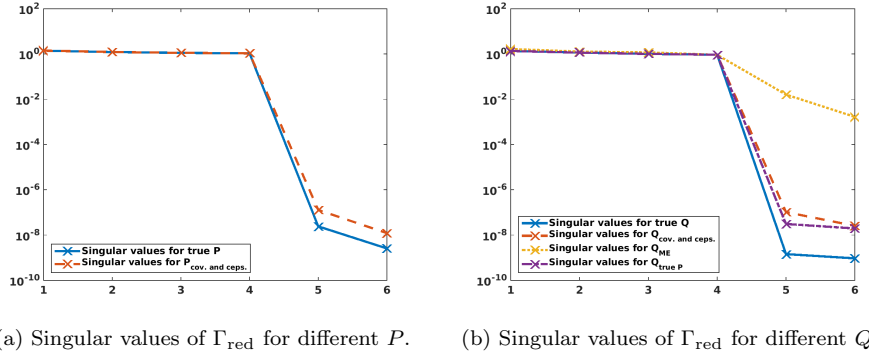 10^2
10^0
10^-2
10^-4
10^-6
10^-8
10^-10
1 2 3 4 5 6
Singular values for true P
Singular values for P_cov. and ceps.
10^2
10^0
10^-2
10^-4
10^-6
10^-8
10^-10
1 2 3 4 5 6
Singular values for true Q
Singular values for Q_cov. and ceps.
Singular values for Q_ME
Singular values for Q_true P
a) Singular values of Γ_red for different P.
(b) Singular values of Γ_red for different Q